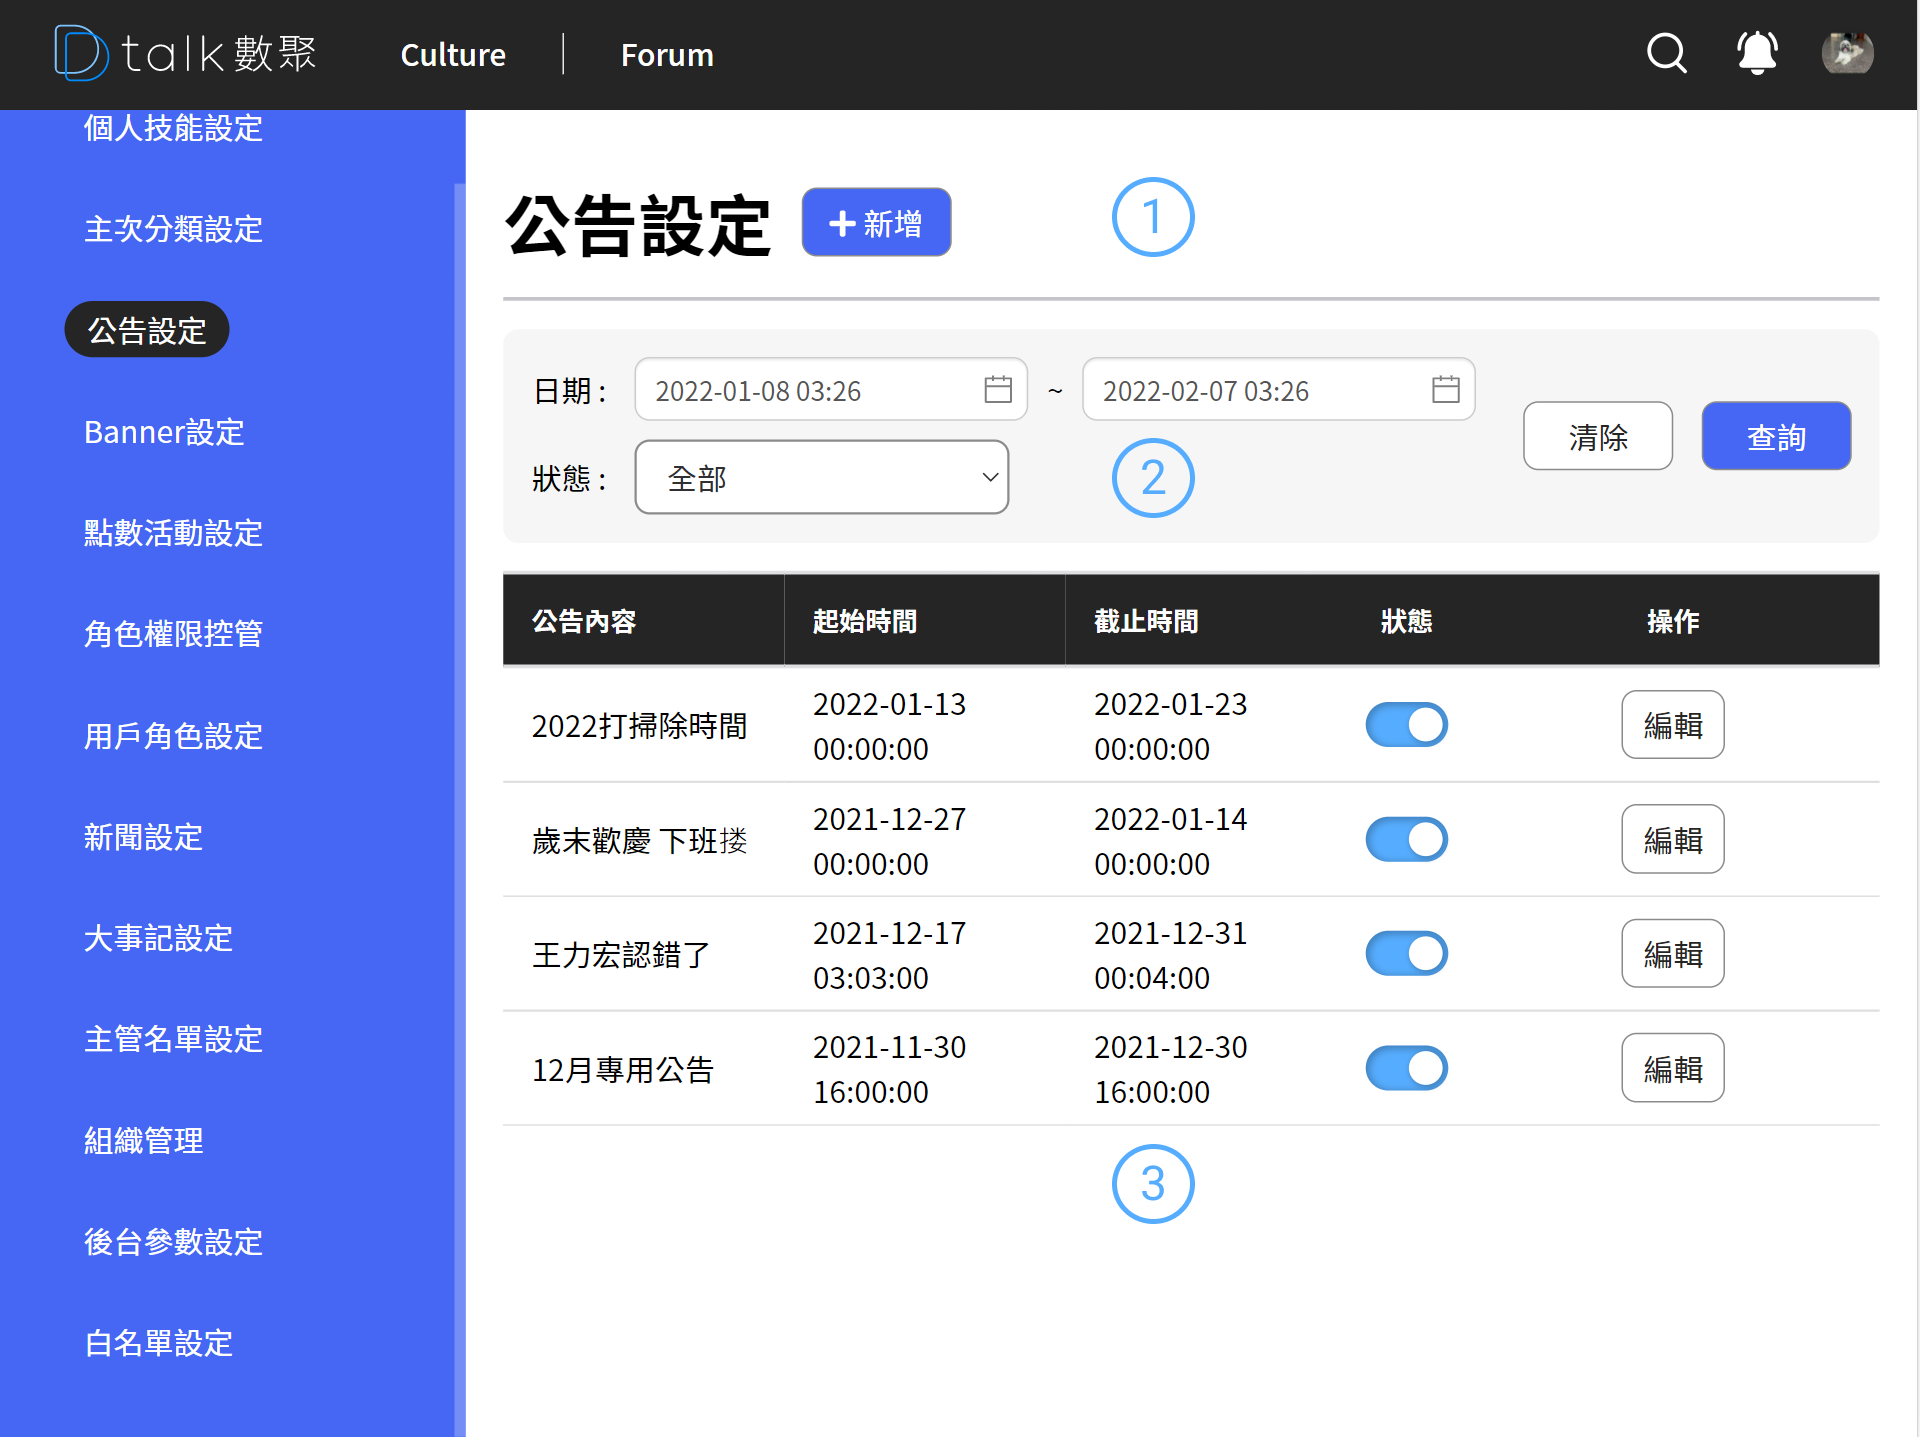 Dtalk數聚
Culture | Forum
個人技能設定
主次分類設定
公告設定
Banner設定
點數活動設定
角色權限控管
用戶角色設定
新聞設定
大事記設定
主管名單設定
組織管理
後台參數設定
白名單設定
公告設定
+ 新增
1
日期 :
2022-01-08 03:26
~
2022-02-07 03:26
狀態 :
全部
2
清除
查詢
公告內容 起始時間 截止時間 狀態 操作
2022打掃除時間 2022-01-13 00:00:00 2022-01-23 00:00:00 編輯
歲末歡慶 下班搂 2021-12-27 00:00:00 2022-01-14 00:00:00 編輯
王力宏認錯了 2021-12-17 03:03:00 2021-12-31 00:04:00 編輯
12月專用公告 2021-11-30 16:00:00 2021-12-30 16:00:00 編輯
3